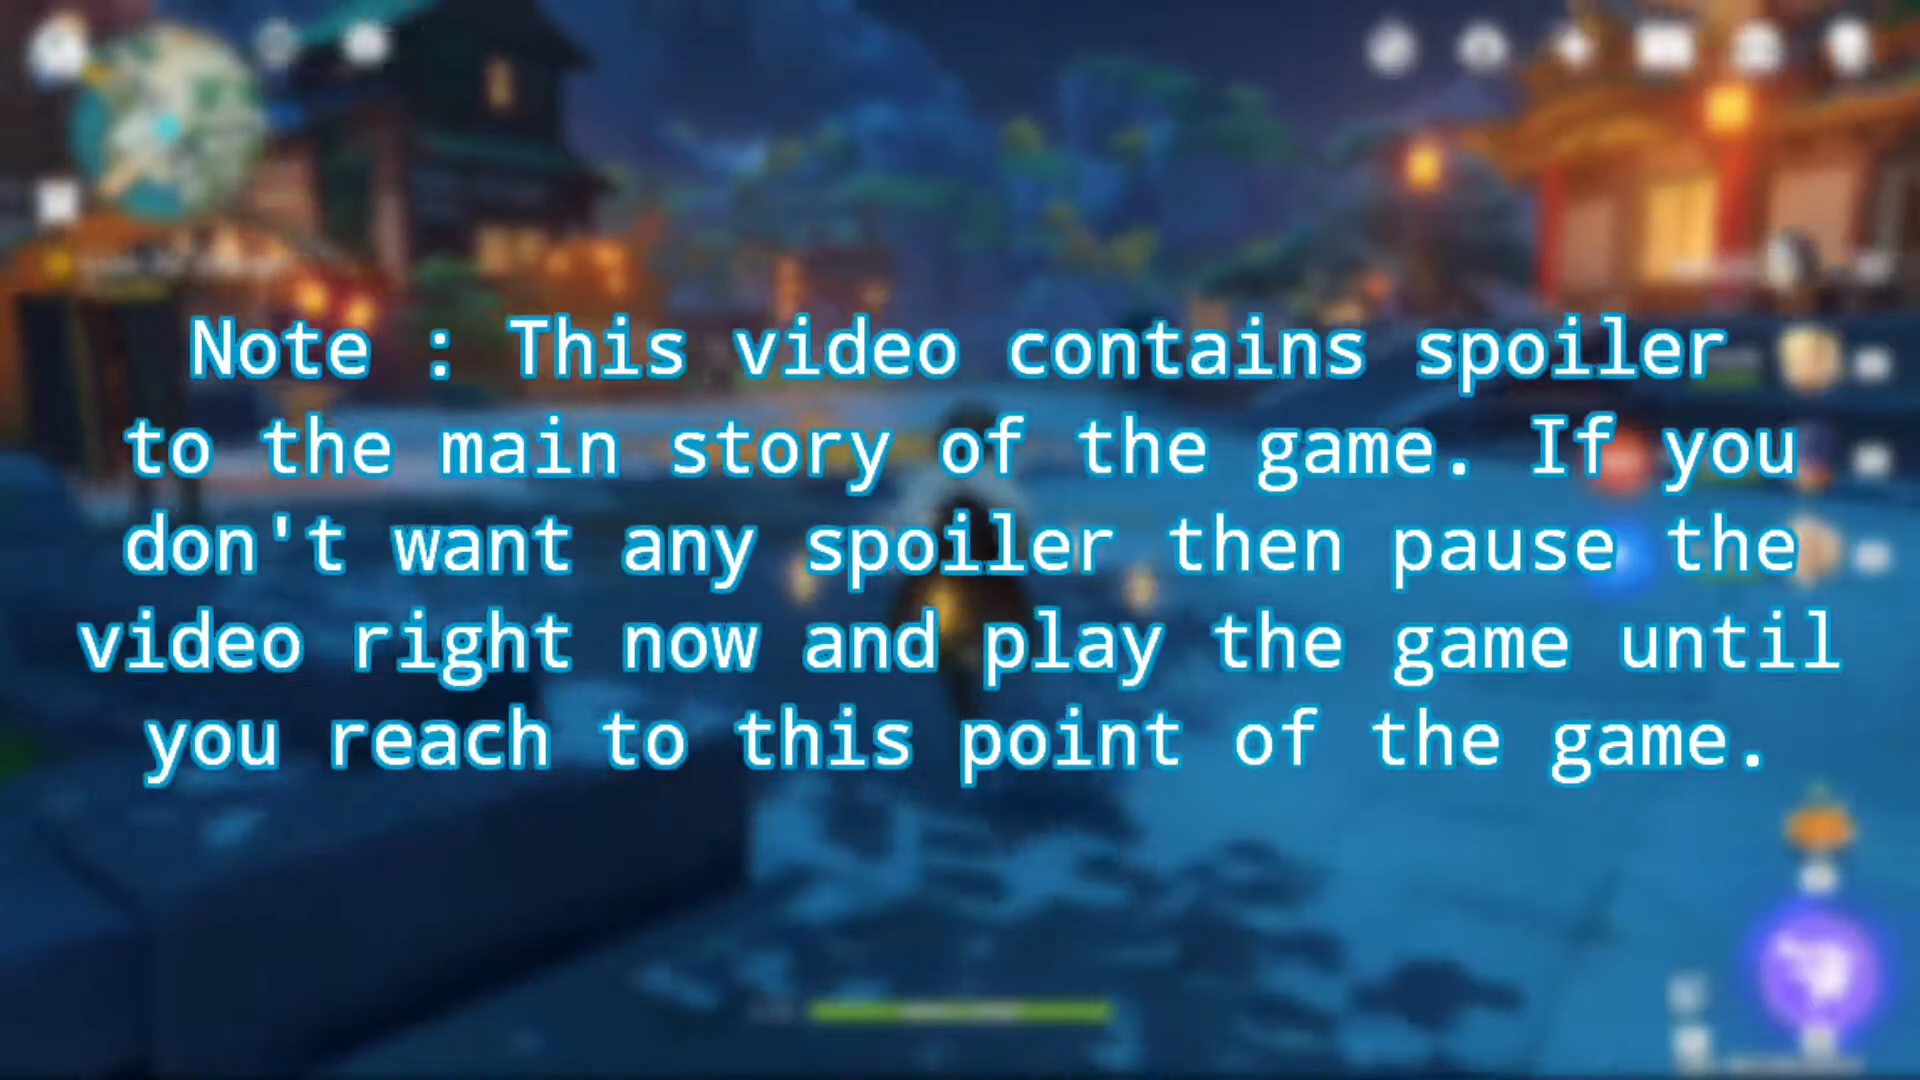 Note : This video contains spoiler
to the main story of the game. If you
don't want any spoiler then pause the
video right now and play the game until
you reach to this point of the game.